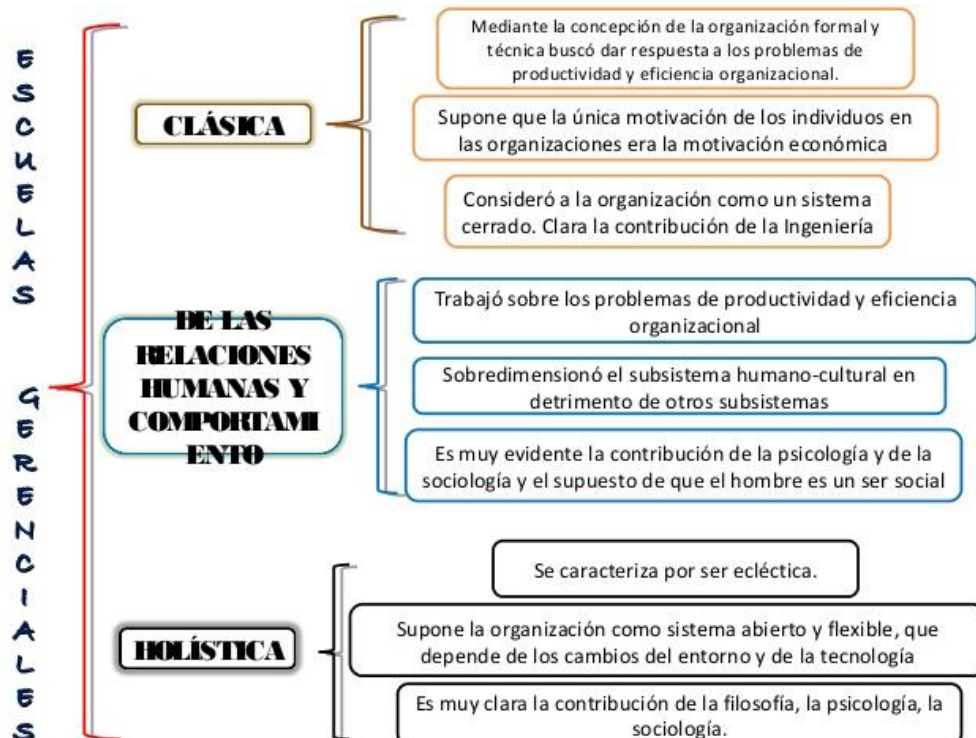 ESCUELAS GERENCIALES
CLÁSICA
Mediante la concepción de la organización formal y
técnica buscó dar respuesta a los problemas de
productividad y eficiencia organizacional.
Supone que la única motivación de los individuos en
las organizaciones era la motivación económica
Consideró a la organización como un sistema
cerrado. Clara la contribución de la Ingeniería
DE LAS
RELACIONES
HUMANAS Y
COMPORTAMI
ENTO
Trabajó sobre los problemas de productividad y eficiencia
organizacional
Sobredimensionó el subsistema humano-cultural en
detrimento de otros subsistemas
Es muy evidente la contribución de la psicología y de la
sociología y el supuesto de que el hombre es un ser social
HOLÍSTICA
Se caracteriza por ser ecléctica.
Supone la organización como sistema abierto y flexible, que
depende de los cambios del entorno y de la tecnología
Es muy clara la contribución de la filosofía, la psicología, la
sociología.